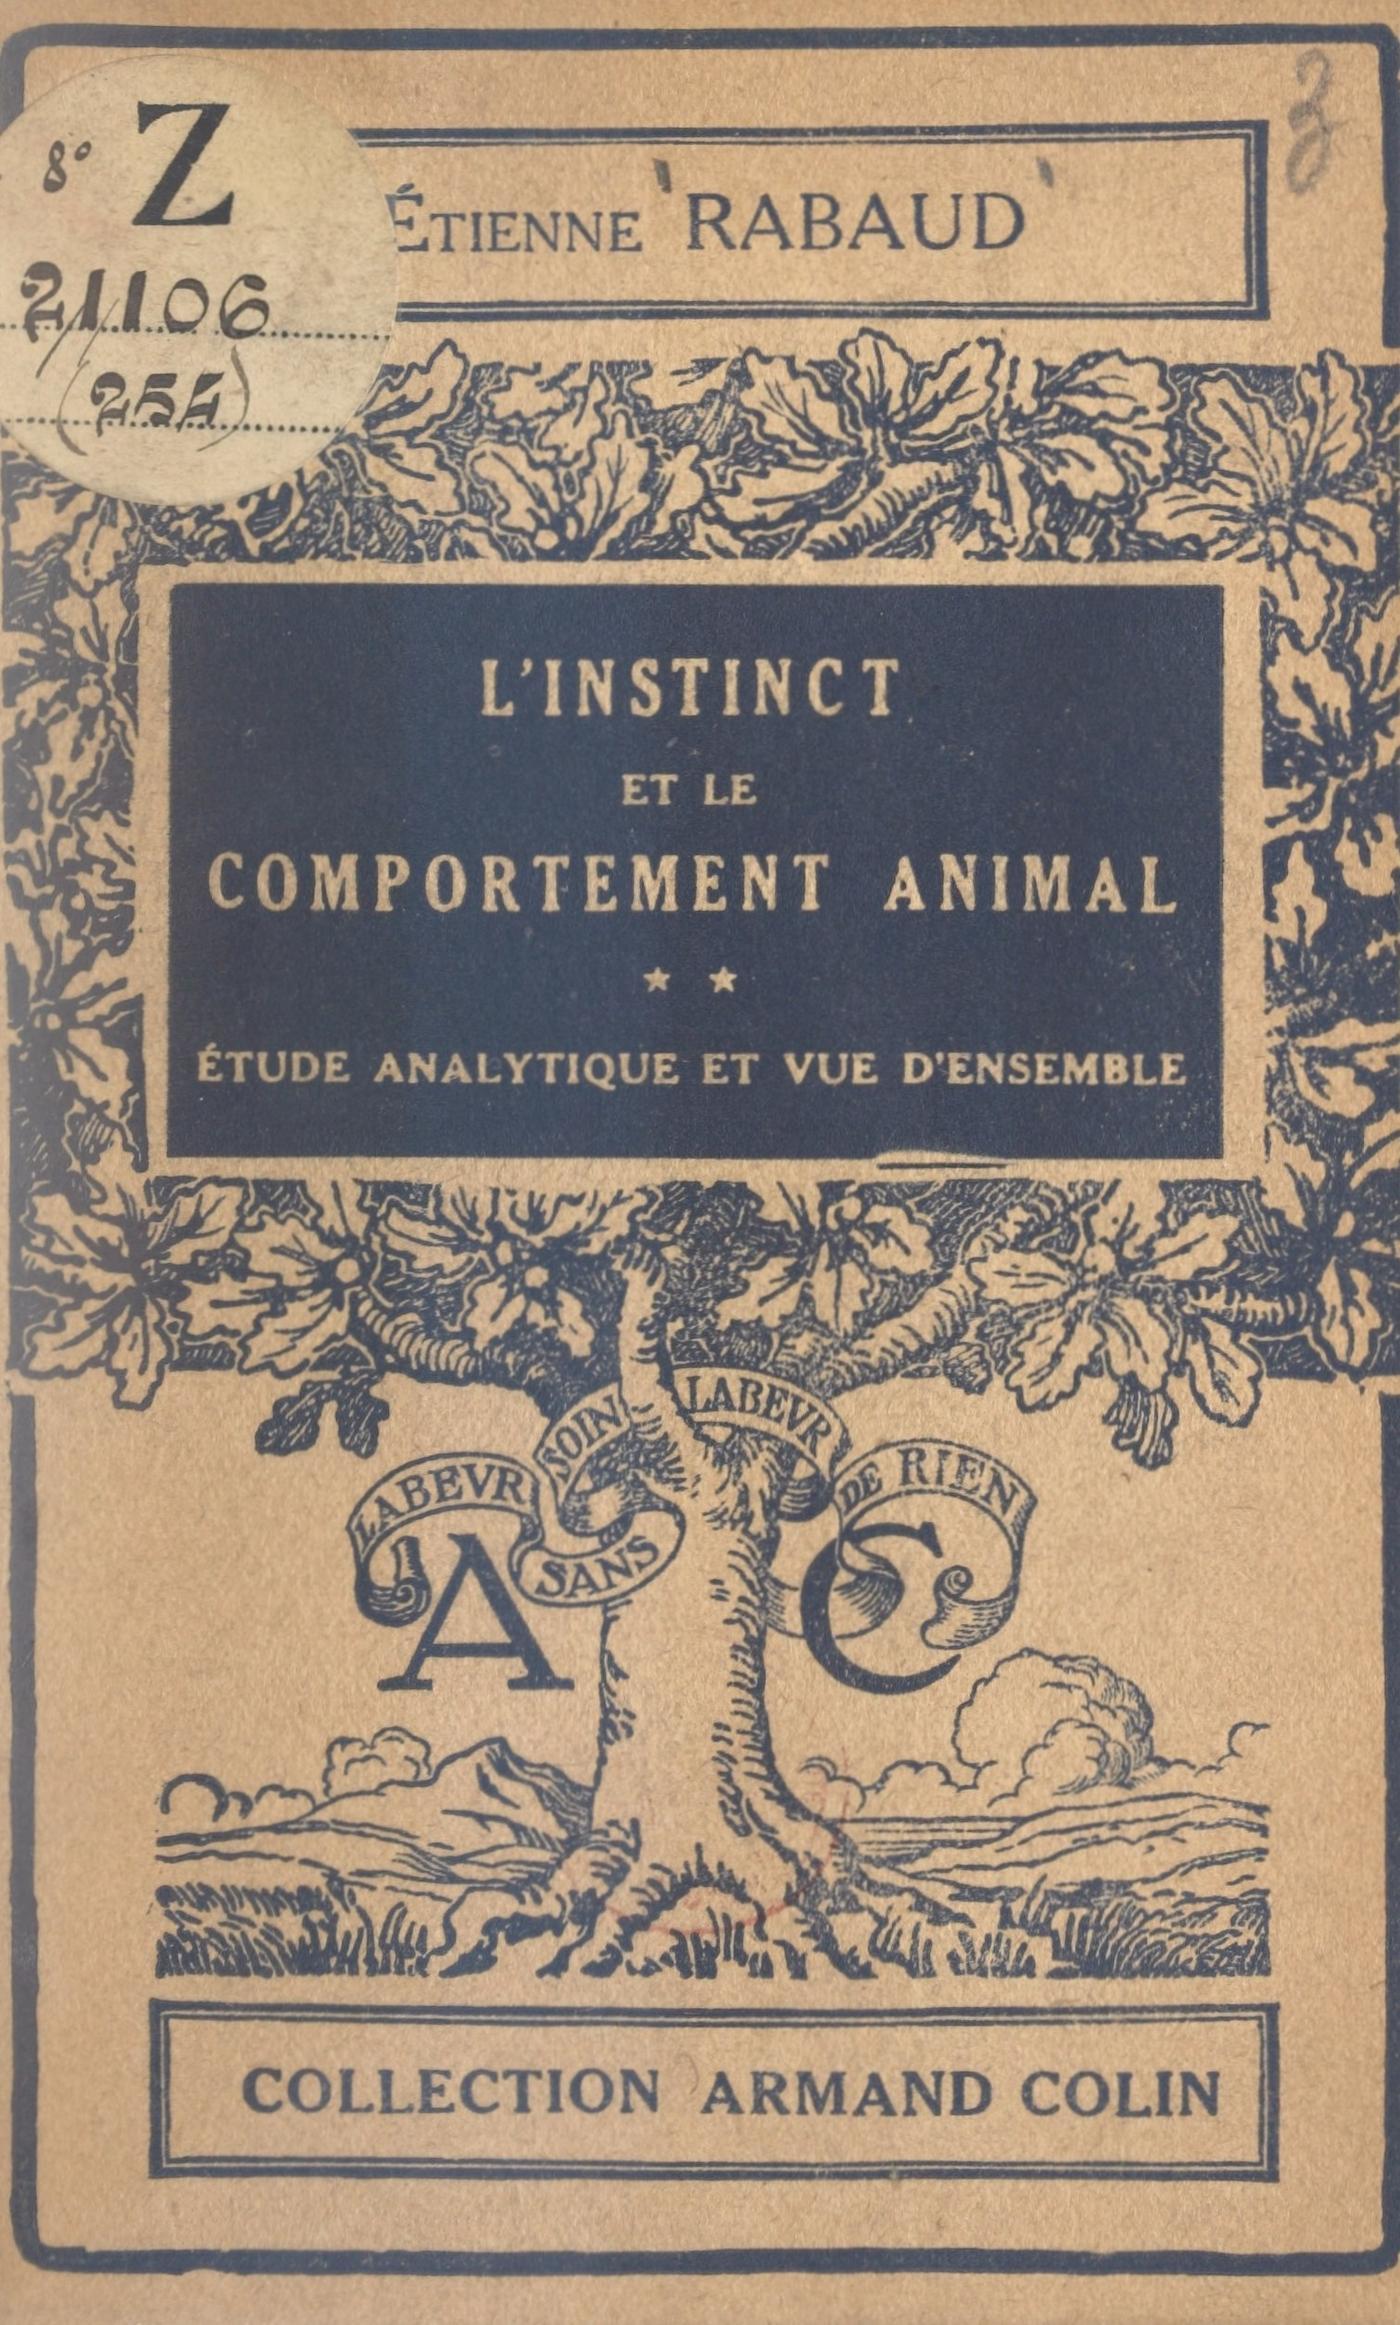 8° Z
21106
(254)
ÉTIENNE RABAUD
L'INSTINCT
ET LE
COMPORTEMENT ANIMAL
★ ★
ÉTUDE ANALYTIQUE ET VUE D'ENSEMBLE
LABEVR SANS SOIN LABEVR DE RIEN
A C
COLLECTION ARMAND COLIN